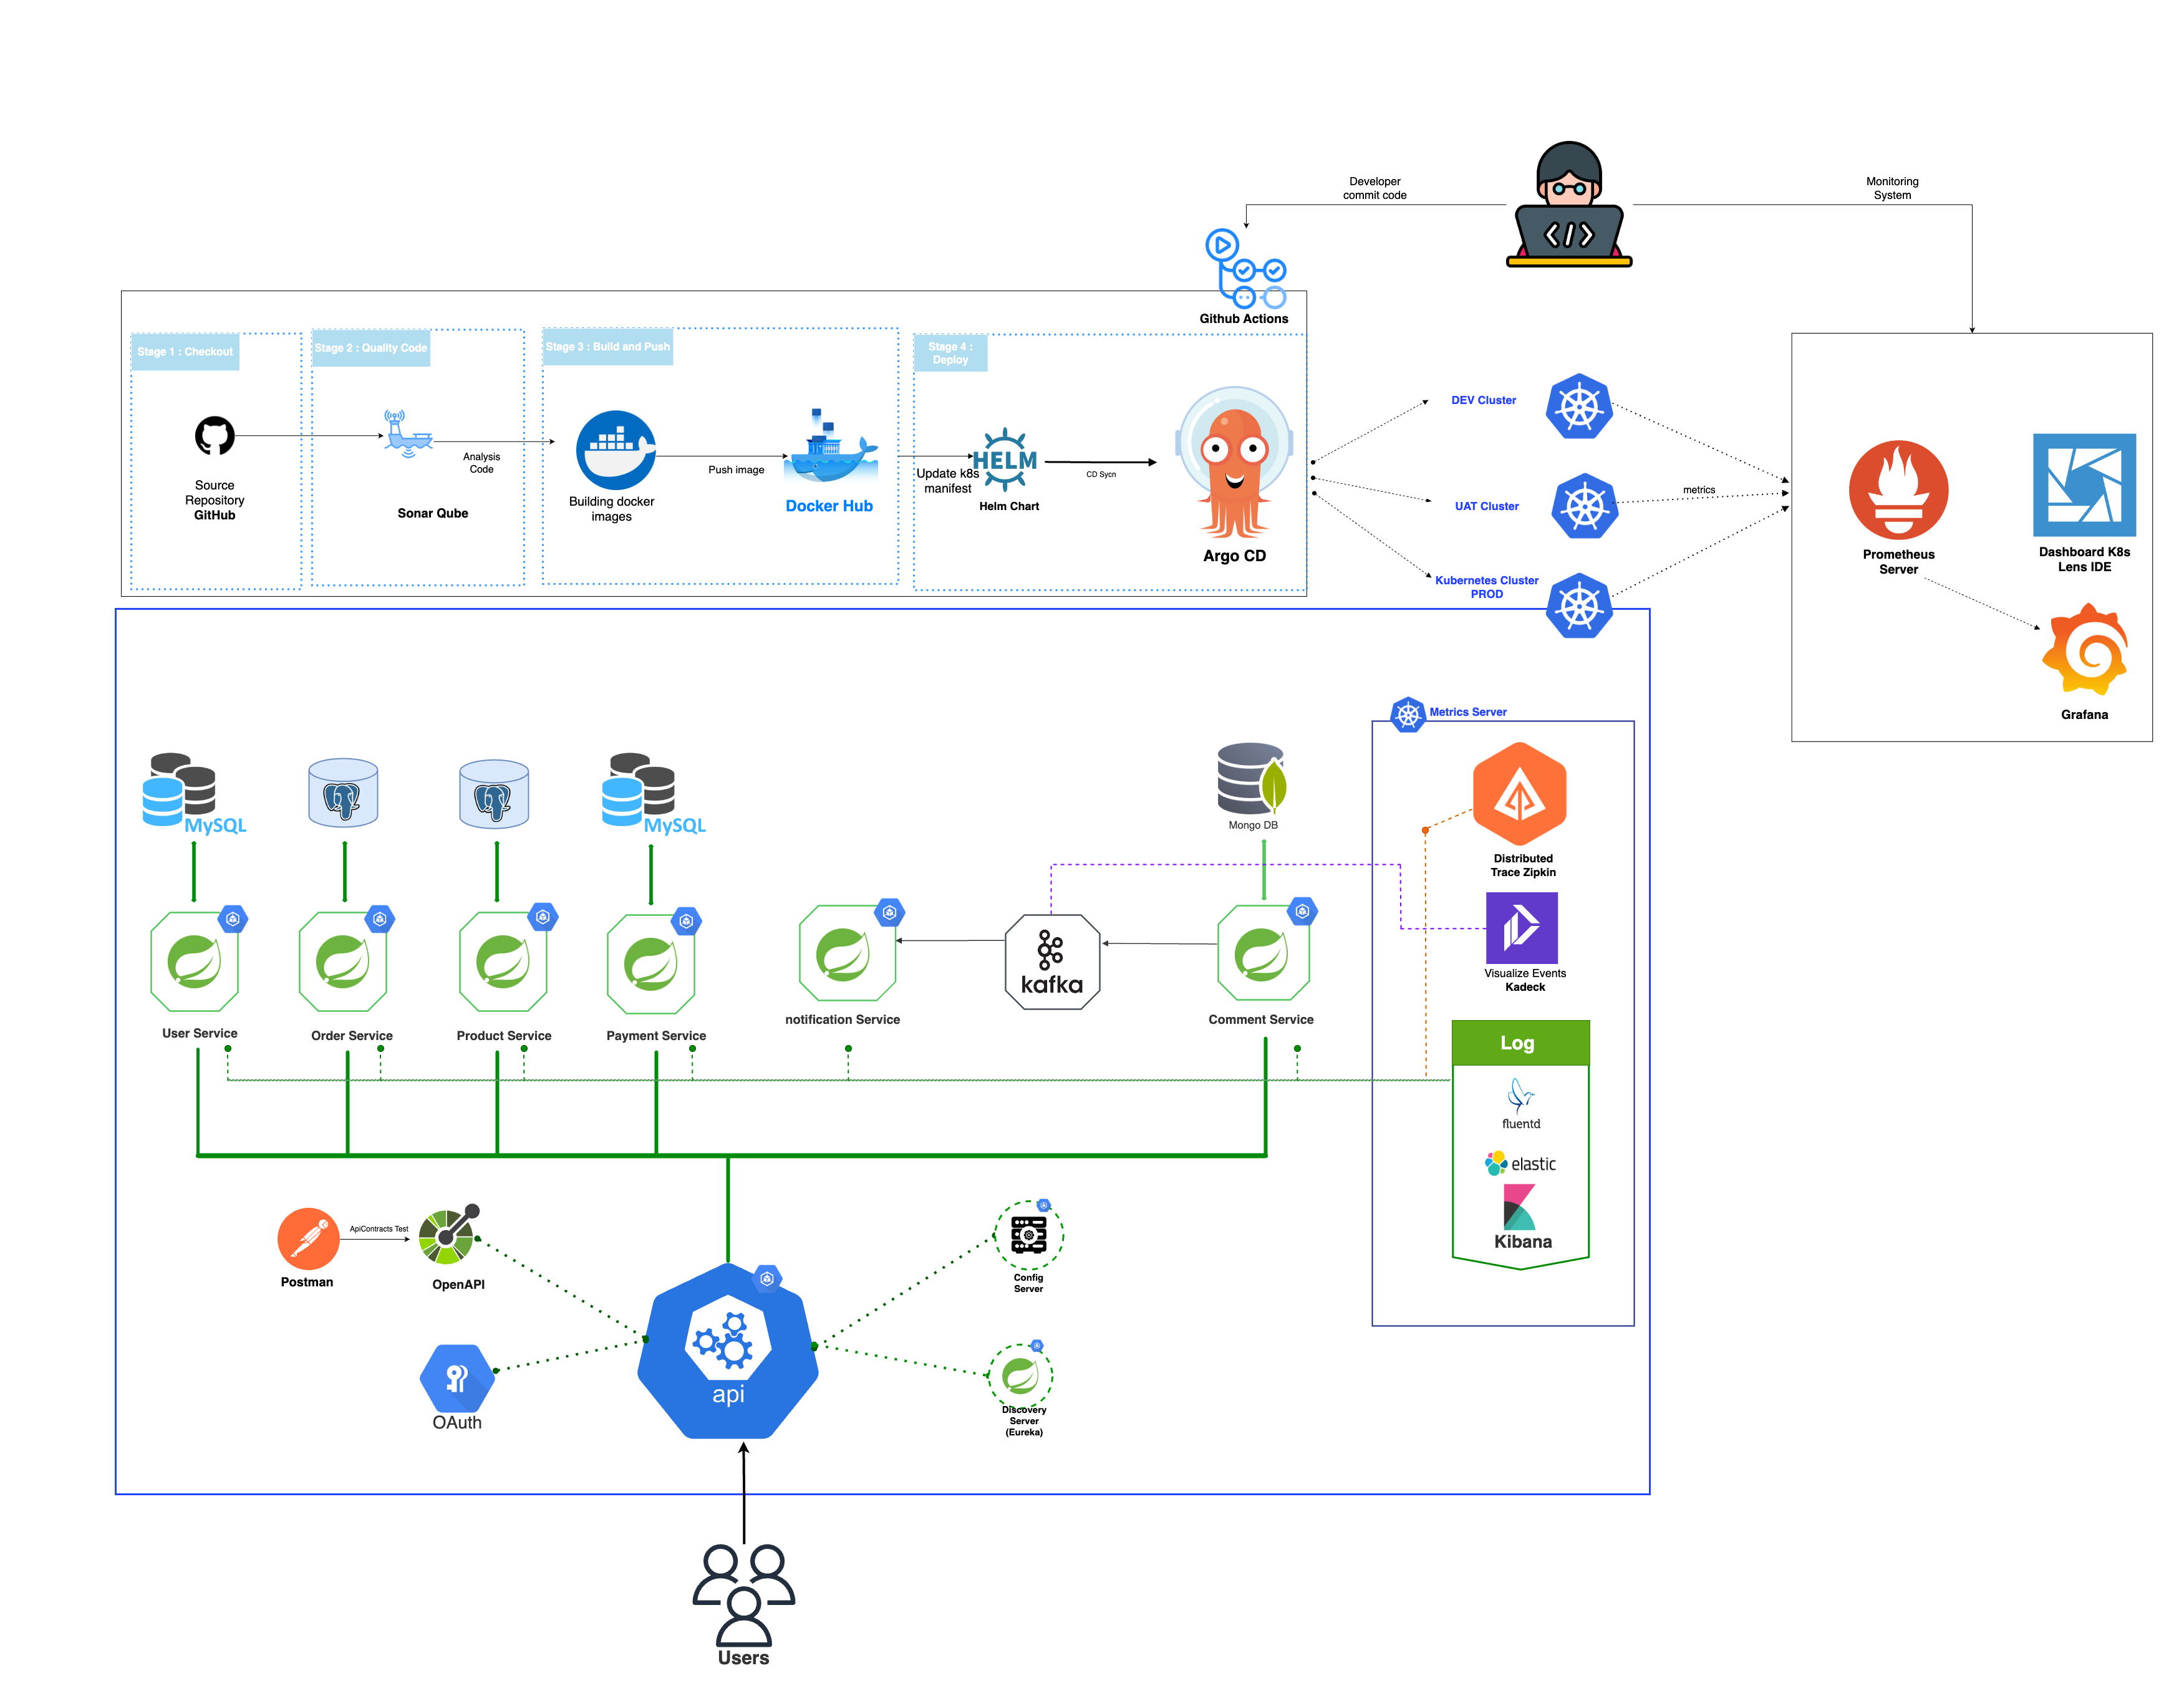 Developer
commit code
Monitoring
System
Github Actions
Stage 1 : Checkout
Stage 2 : Quality Code
Stage 3 : Build and Push
Stage 4 :
Deploy
Source
Repository
GitHub
Analysis
Code
Sonar Qube
Building docker
images
Push image
Docker Hub
Update k8s
manifest
HELM
Helm Chart
CD Sycn
Argo CD
DEV Cluster
UAT Cluster
Kubernetes Cluster
PROD
metrics
Prometheus
Server
Dashboard K8s
Lens IDE
Grafana
Metrics Server
MySQL
MySQL
Mongo DB
Distributed
Trace Zipkin
Visualize Events
Kadeck
kafka
User Service
Order Service
Product Service
Payment Service
notification Service
Comment Service
Log
fluentd
elastic
Kibana
Postman
ApiContracts Test
OpenAPI
OAuth
api
Config
Server
Discovery
Server
(Eureka)
Users